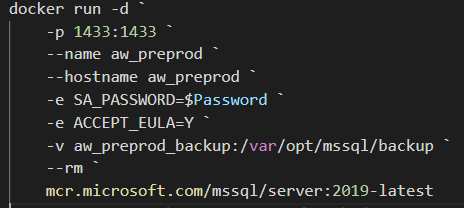 docker run -d `
-p 1433:1433 `
--name aw_preprod `
--hostname aw_preprod `
-e SA_PASSWORD=$Password `
-e ACCEPT_EULA=Y `
-v aw_preprod_backup:/var/opt/mssql/backup `
--rm `
mcr.microsoft.com/mssql/server:2019-latest